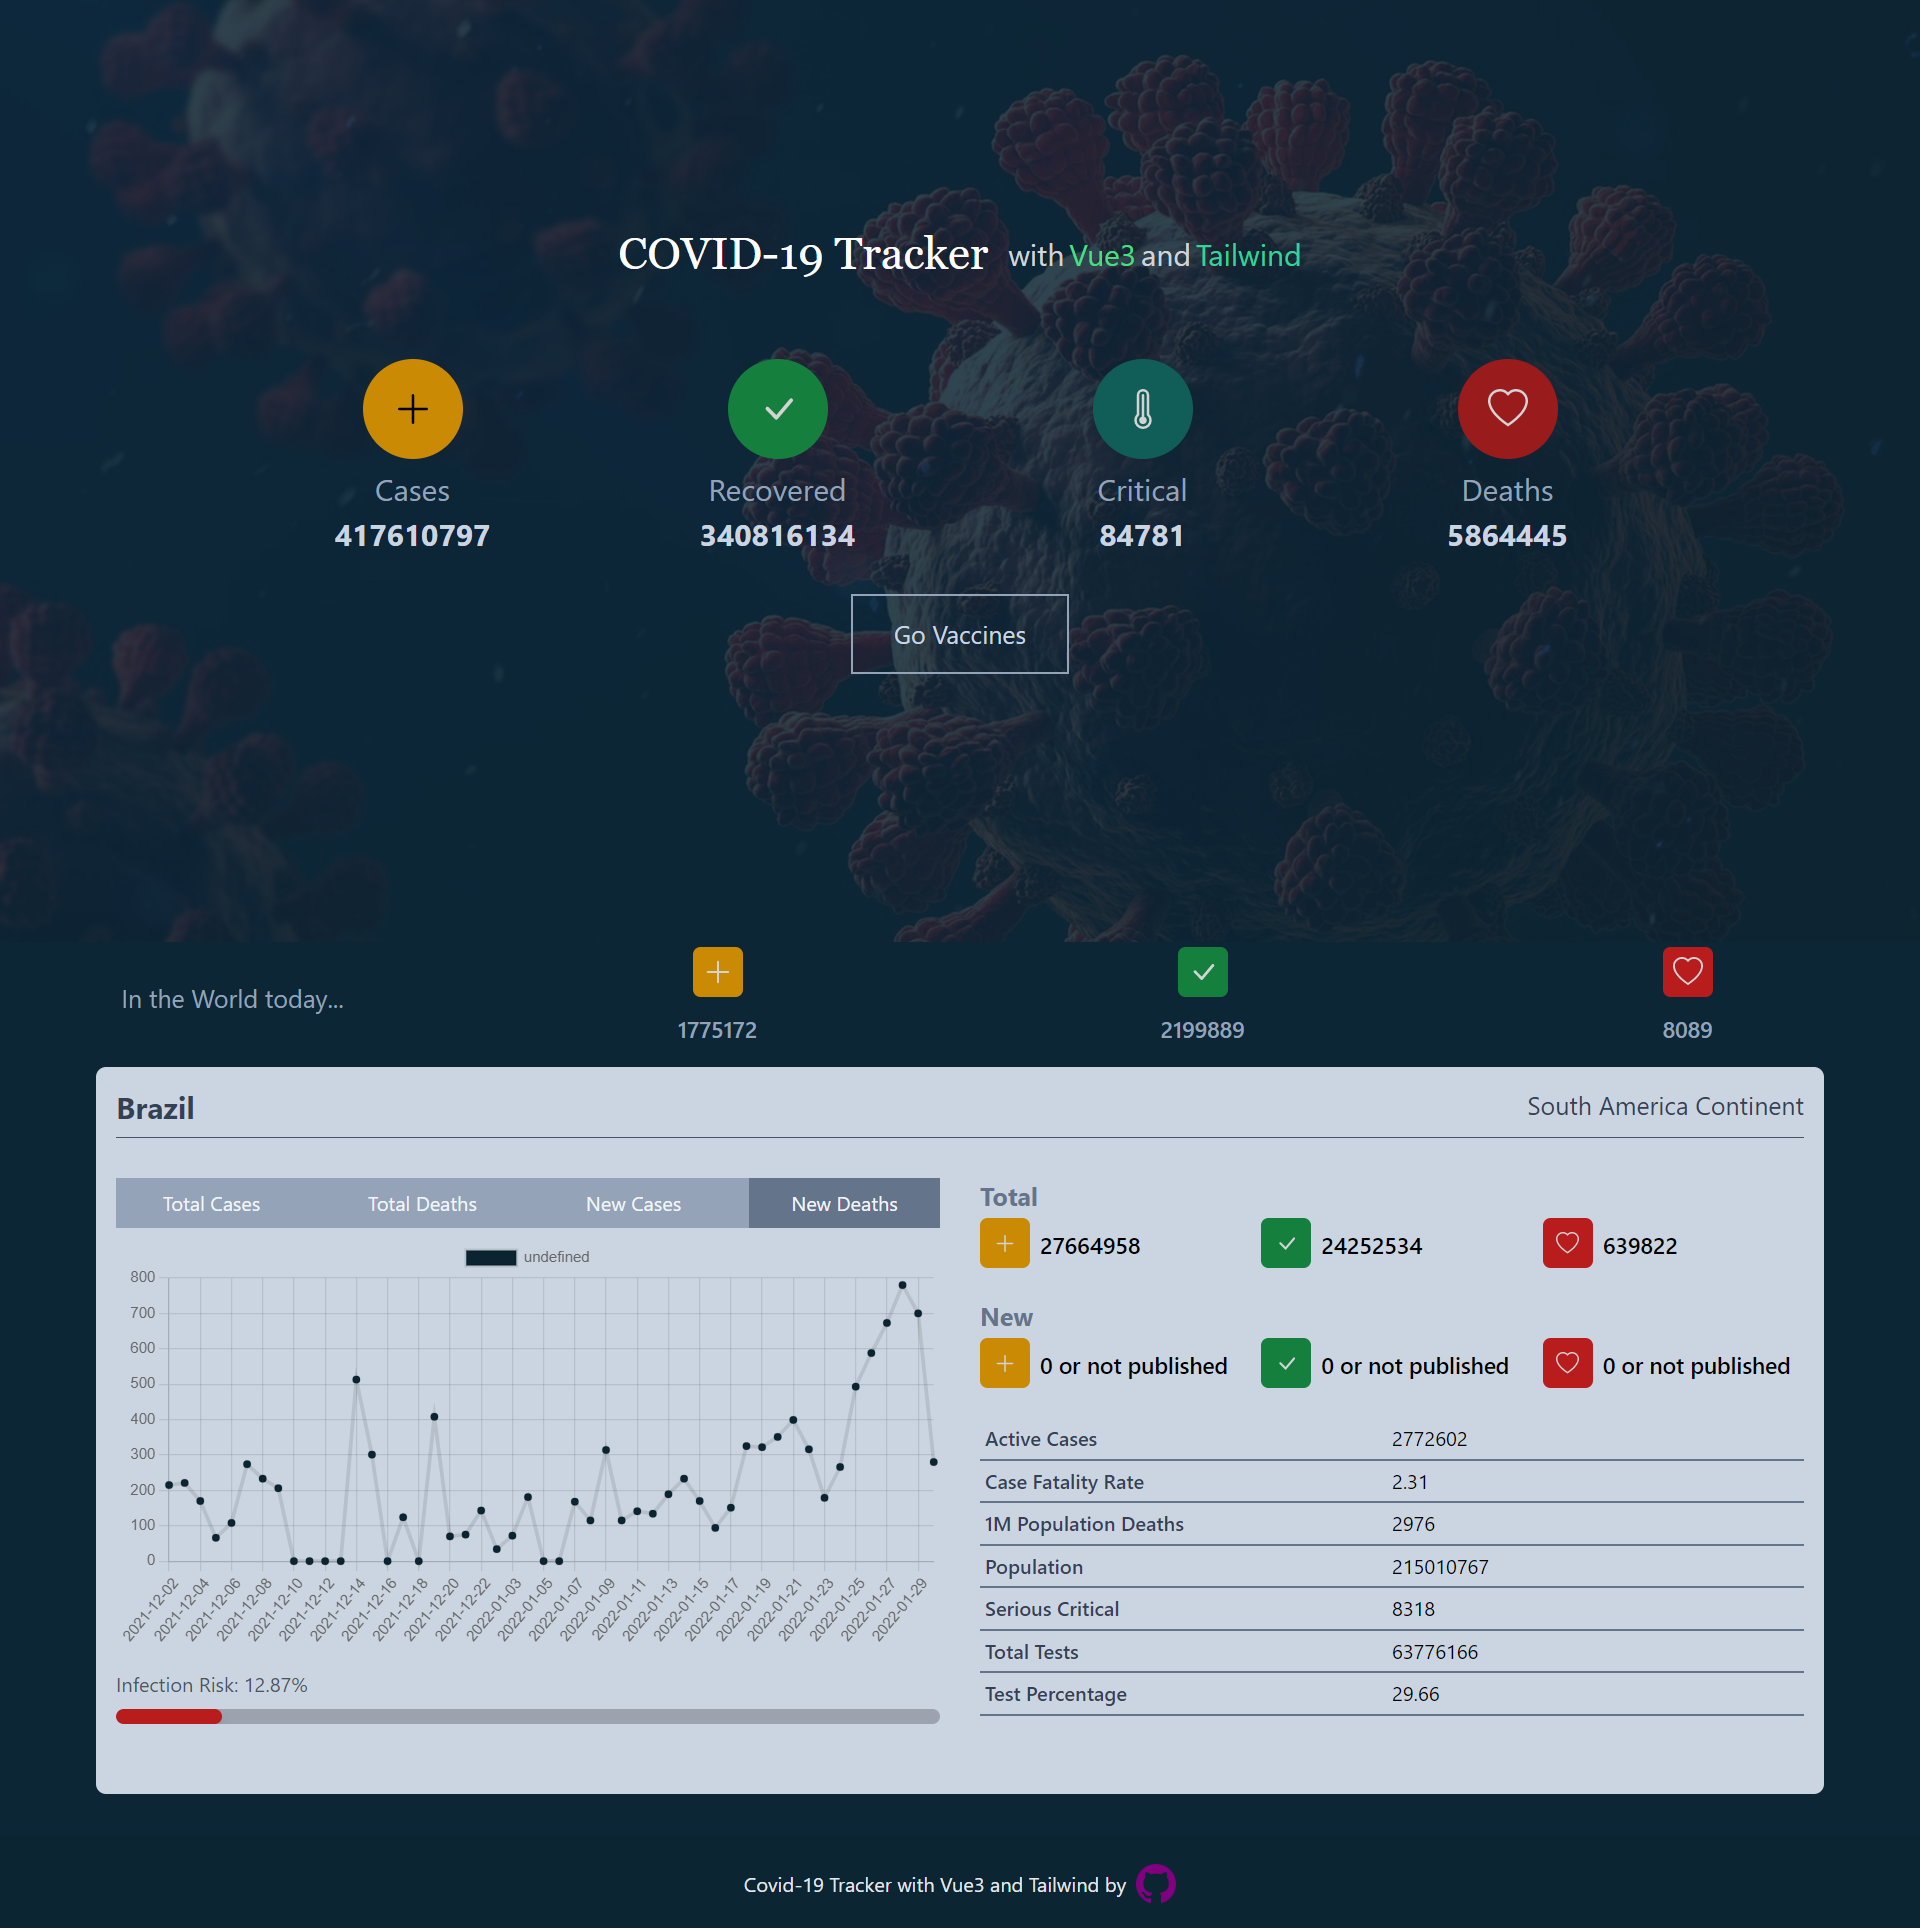 COVID-19 Tracker with Vue3 and Tailwind
Cases Recovered Critical Deaths
417610797 340816134 84781 5864445
Go Vaccines
In the World today...
1775172 2199889 8089
Brazil South America Continent
Total Cases Total Deaths New Cases New Deaths
undefined
800
700
600
500
400
300
200
100
0
2021-12-02 2021-12-04 2021-12-06 2021-12-08 2021-12-10 2021-12-12 2021-12-14 2021-12-16 2021-12-18 2021-12-20 2021-12-22 2022-01-03 2022-01-05 2022-01-07 2022-01-09 2022-01-11 2022-01-13 2022-01-15 2022-01-17 2022-01-19 2022-01-21 2022-01-23 2022-01-25 2022-01-27 2022-01-29
Infection Risk: 12.87%
Total
27664958 24252534 639822
New
0 or not published 0 or not published 0 or not published
Active Cases 2772602
Case Fatality Rate 2.31
1M Population Deaths 2976
Population 215010767
Serious Critical 8318
Total Tests 63776166
Test Percentage 29.66
Covid-19 Tracker with Vue3 and Tailwind by